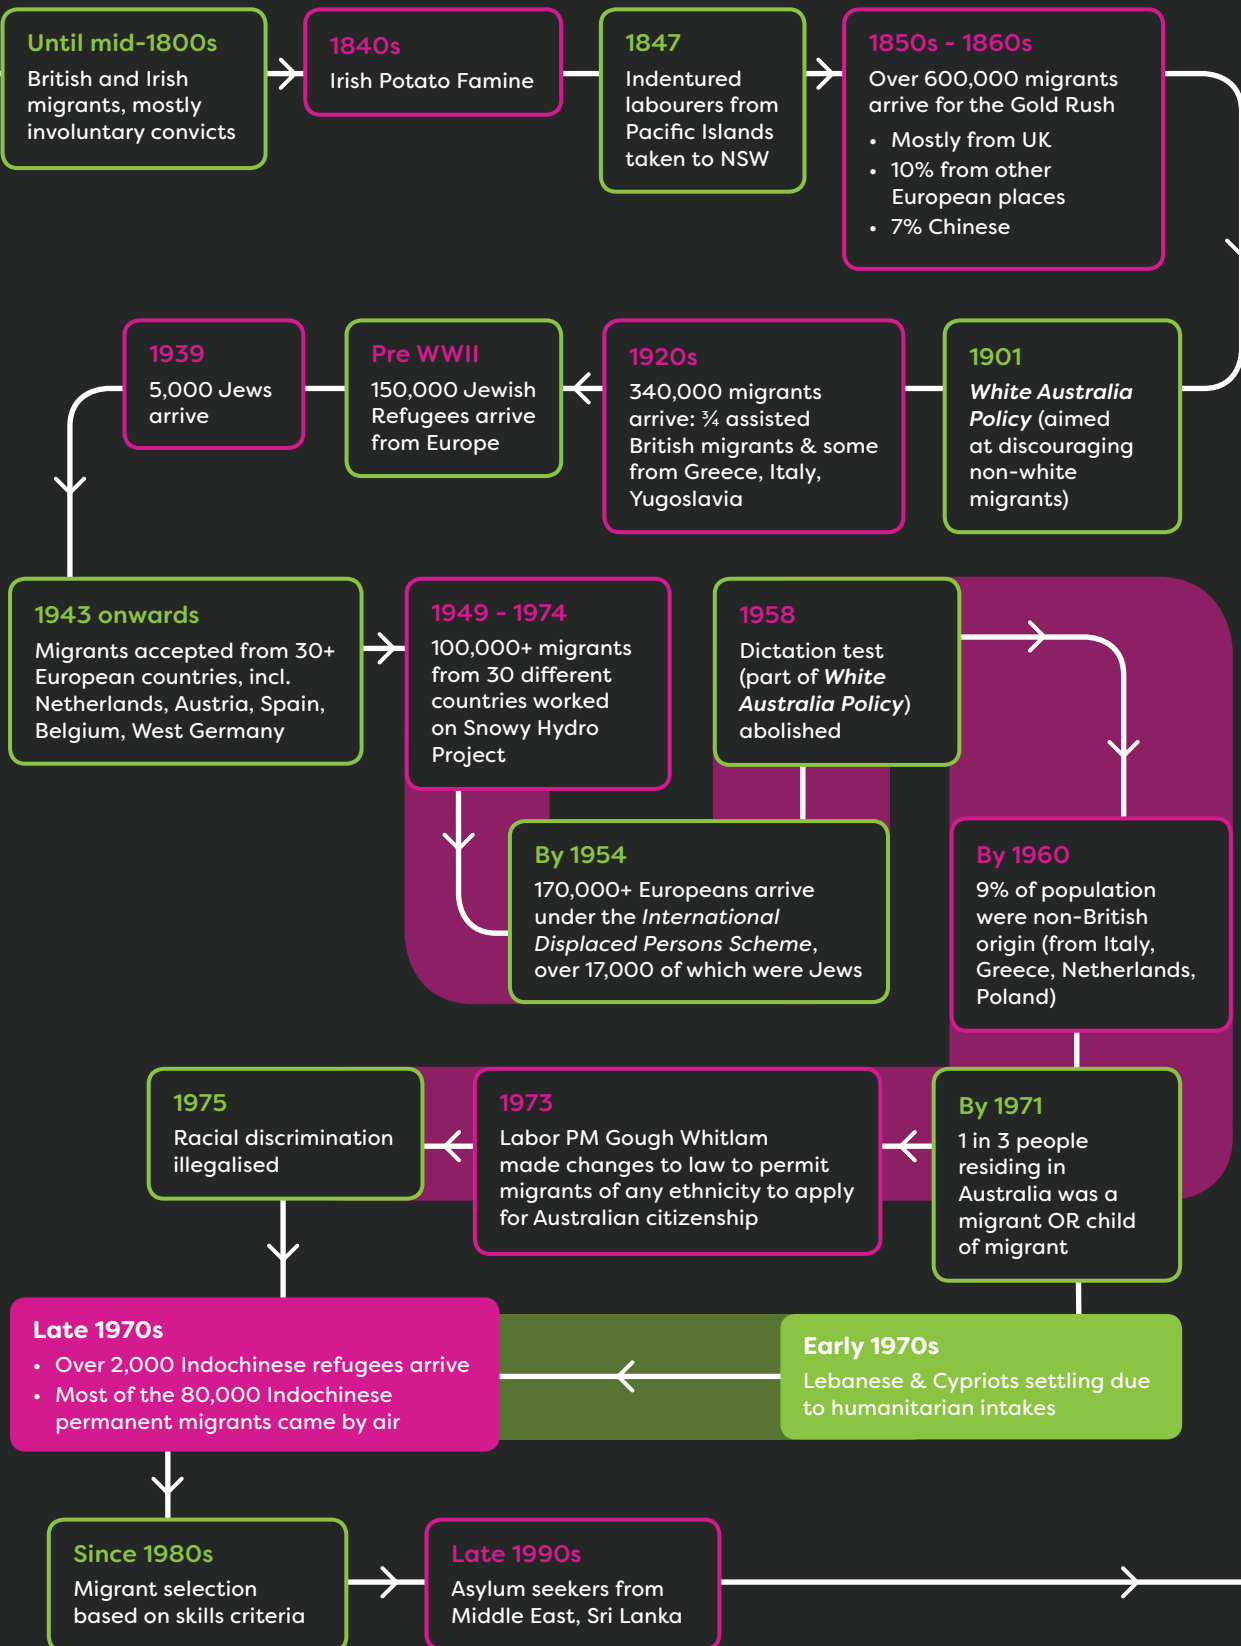 Until mid-1800s
British and Irish
migrants, mostly
involuntary convicts
1840s
Irish Potato Famine
1847
Indentured
labourers from
Pacific Islands
taken to NSW
1850s - 1860s
Over 600,000 migrants
arrive for the Gold Rush
• Mostly from UK
• 10% from other
European places
• 7% Chinese
1901
White Australia
Policy (aimed
at discouraging
non-white
migrants)
1920s
340,000 migrants
arrive: ¾ assisted
British migrants & some
from Greece, Italy,
Yugoslavia
Pre WWII
150,000 Jewish
Refugees arrive
from Europe
1939
5,000 Jews
arrive
1943 onwards
Migrants accepted from 30+
European countries, incl.
Netherlands, Austria, Spain,
Belgium, West Germany
1949 - 1974
100,000+ migrants
from 30 different
countries worked
on Snowy Hydro
Project
By 1954
170,000+ Europeans arrive
under the International
Displaced Persons Scheme,
over 17,000 of which were Jews
1958
Dictation test
(part of White
Australia Policy)
abolished
By 1960
9% of population
were non-British
origin (from Italy,
Greece, Netherlands,
Poland)
By 1971
1 in 3 people
residing in
Australia was a
migrant OR child
of migrant
1973
Labor PM Gough Whitlam
made changes to law to permit
migrants of any ethnicity to apply
for Australian citizenship
1975
Racial discrimination
illegalised
Early 1970s
Lebanese & Cypriots settling due
to humanitarian intakes
Late 1970s
• Over 2,000 Indochinese refugees arrive
• Most of the 80,000 Indochinese
permanent migrants came by air
Since 1980s
Migrant selection
based on skills criteria
Late 1990s
Asylum seekers from
Middle East, Sri Lanka